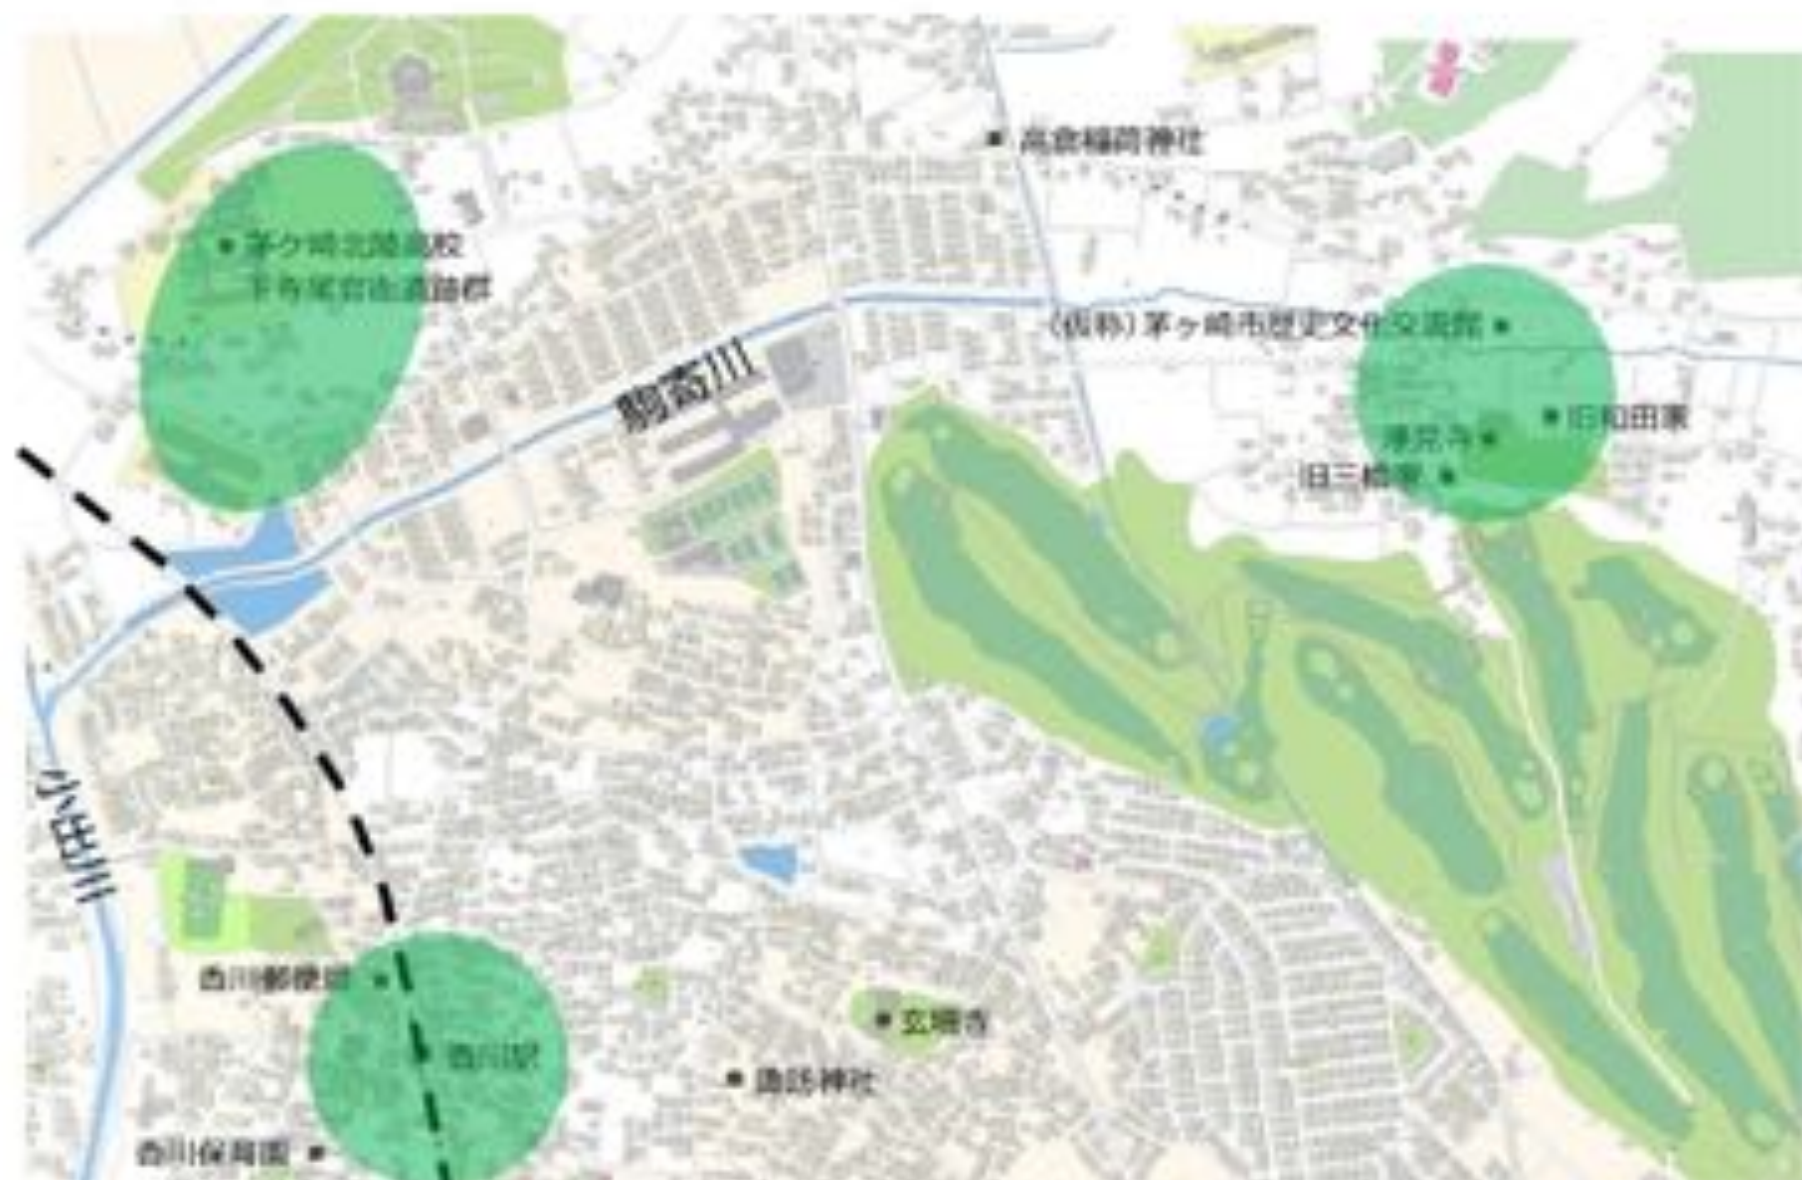 高倉稲荷神社
茅ケ崎北陵高校
下寺尾官衙遺跡群
(仮称)茅ヶ崎市歴史文化交流館
駒寄川
旧和田家
浄見寺
旧三橋家
小出川
香川郵便局
玄珊寺
香川駅
諏訪神社
香川保育園